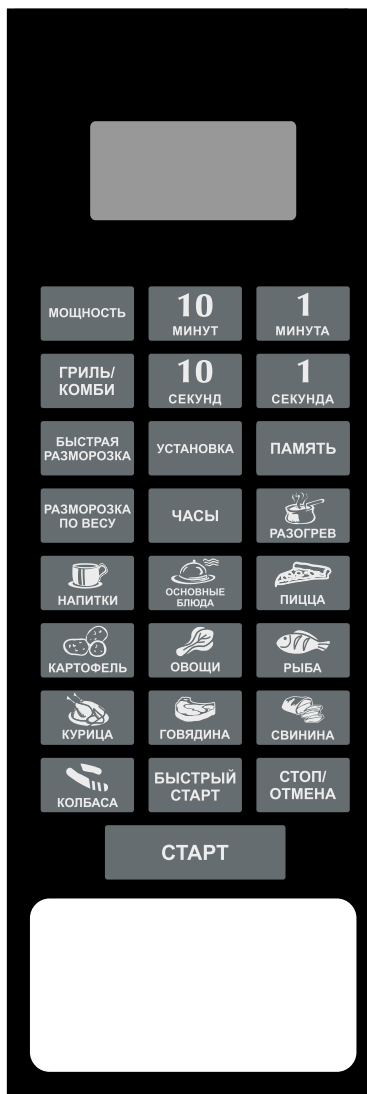 МОЩНОСТЬ
10
МИНУТ
1
МИНУТА
ГРИЛЬ/
КОМБИ
10
СЕКУНД
1
СЕКУНДА
БЫСТРАЯ
РАЗМОРОЗКА
УСТАНОВКА
ПАМЯТЬ
РАЗМОРОЗКА
ПО ВЕСУ
ЧАСЫ
РАЗОГРЕВ
НАПИТКИ
ОСНОВНЫЕ
БЛЮДА
ПИЦЦА
КАРТОФЕЛЬ
ОВОЩИ
РЫБА
КУРИЦА
ГОВЯДИНА
СВИНИНА
КОЛБАСА
БЫСТРЫЙ
СТАРТ
СТОП/
ОТМЕНА
СТАРТ